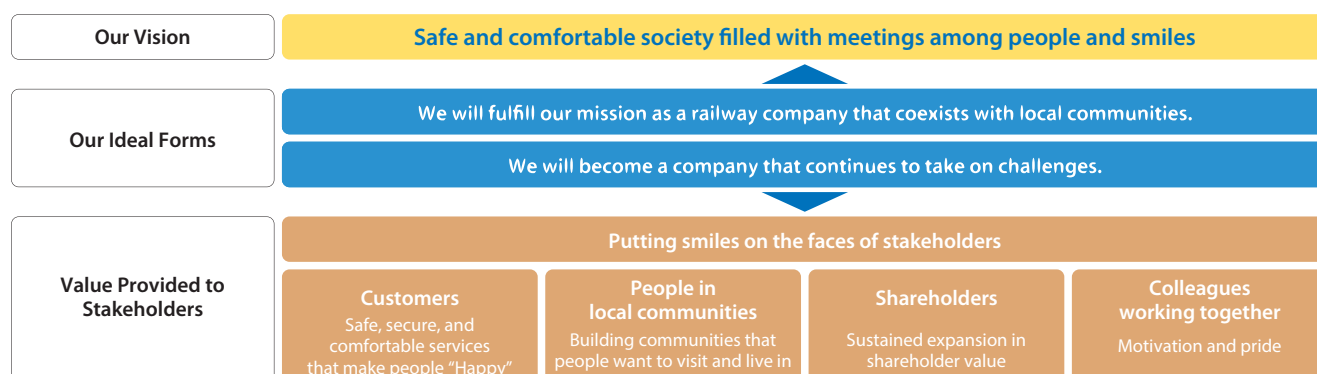 Our Vision
Safe and comfortable society filled with meetings among people and smiles
Our Ideal Forms
We will fulfill our mission as a railway company that coexists with local communities.
We will become a company that continues to take on challenges.
Value Provided to
Stakeholders
Putting smiles on the faces of stakeholders
Customers
Safe, secure, and
comfortable services
that make people “Happy”
People in
local communities
Building communities that
people want to visit and live in
Shareholders
Sustained expansion in
shareholder value
Colleagues
working together
Motivation and pride